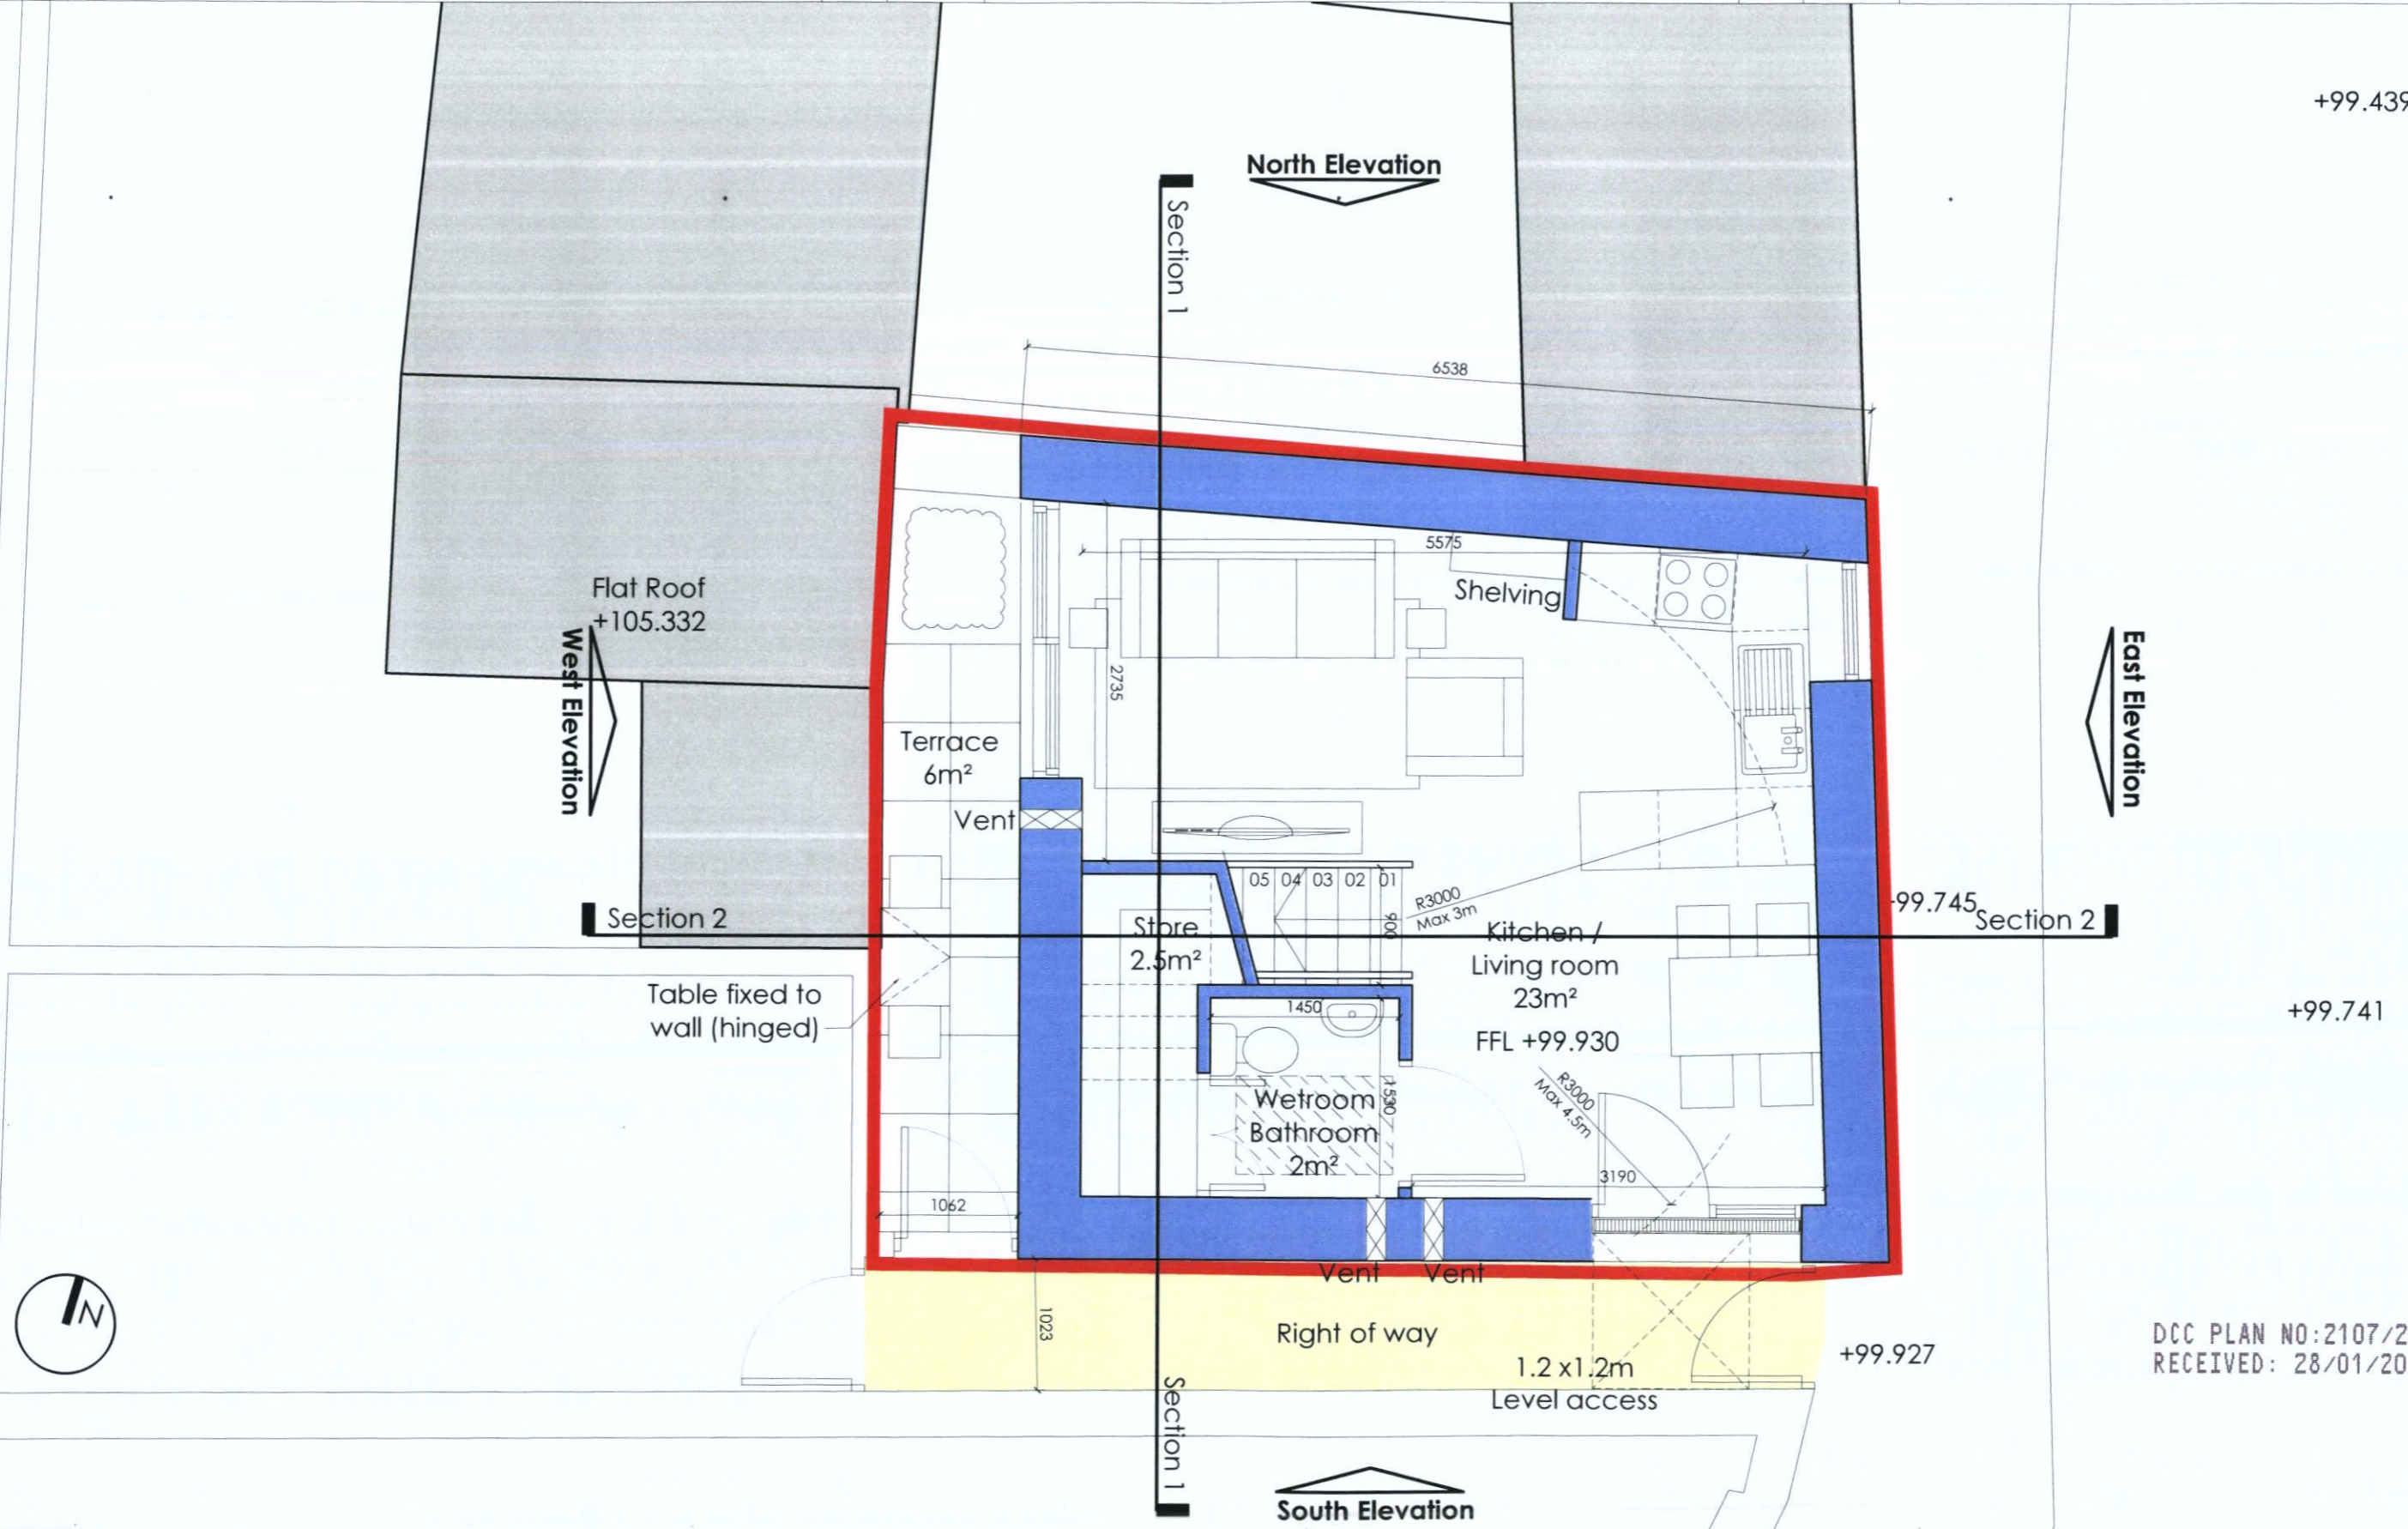 +99.439
North Elevation
Section 1
6538
5575
Shelving
Flat Roof
+105.332
West Elevation
East Elevation
2735
Terrace
6m²
Vent
05 04 03 02 01
R3000
Max 3m
900
+99.745
Section 2
Section 2
Store
2.5m²
Kitchen /
Living room
23m²
FFL +99.930
Table fixed to
wall (hinged)
1450
+99.741
R3000
Max 4.5m
Wetroom
Bathroom
2m²
1530
3190
1062
Vent
Vent
N
1023
Right of way
1.2 x1.2m
Level access
+99.927
DCC PLAN NO:2107/2
RECEIVED: 28/01/20
Section 1
South Elevation